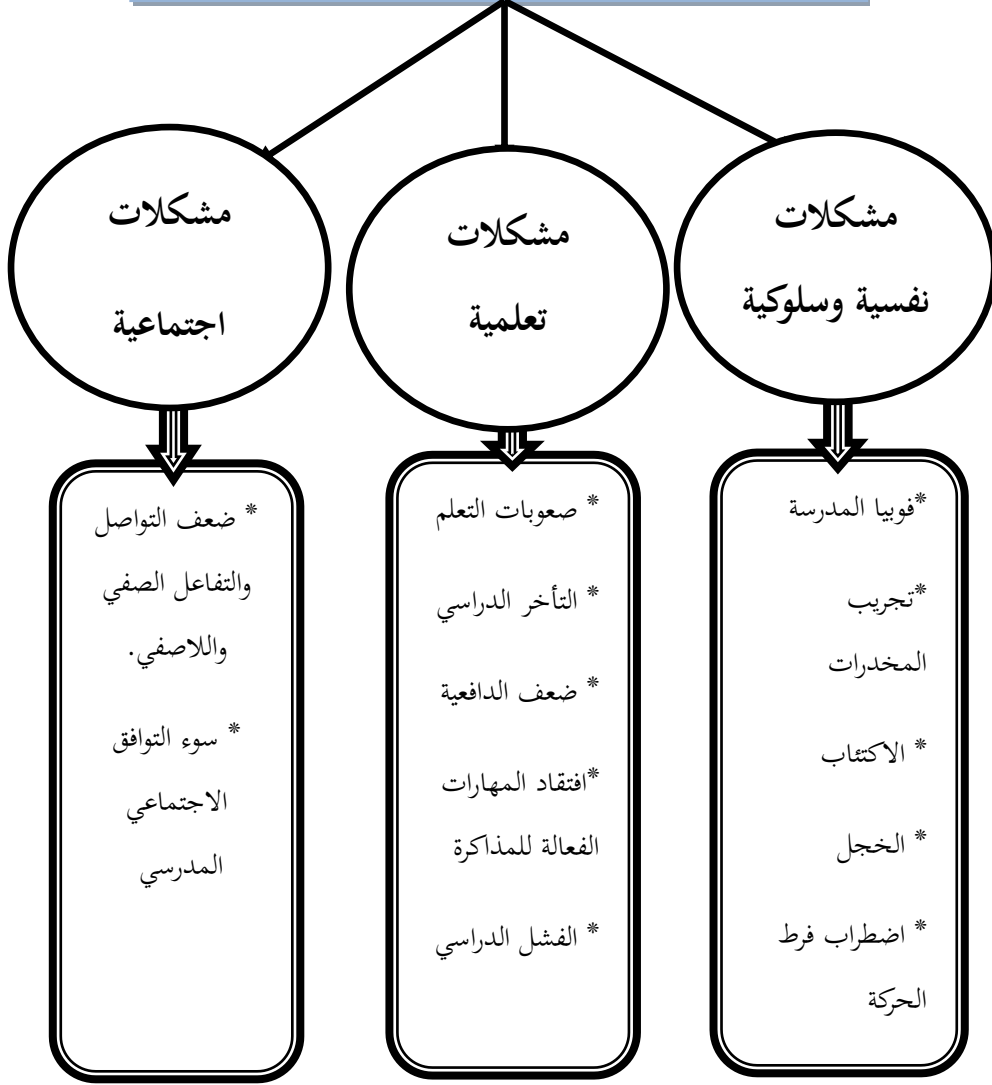 مشكلات
نفسية وسلوكية
مشكلات
تعلمية
مشكلات
اجتماعية
*فوبيا المدرسة
*تجريب
المخدرات
* الاكتئاب
* الخجل
* اضطراب فرط
الحركة
* صعوبات التعلم
* التأخر الدراسي
* ضعف الدافعية
*افتقاد المهارات
الفعالة للمذاكرة
* الفشل الدراسي
* ضعف التواصل
والتفاعل الصفي
واللاصفي.
* سوء التوافق
الاجتماعي
المدرسي